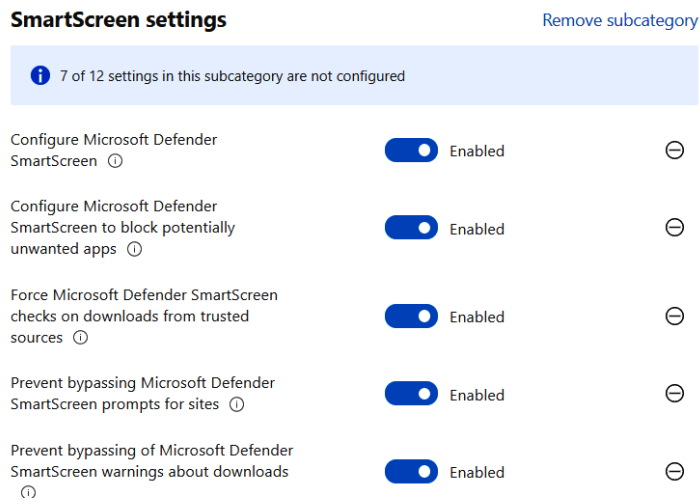 SmartScreen settings
Remove subcategory
7 of 12 settings in this subcategory are not configured
Configure Microsoft Defender
SmartScreen
Enabled
Configure Microsoft Defender
SmartScreen to block potentially
unwanted apps
Enabled
Force Microsoft Defender SmartScreen
checks on downloads from trusted
sources
Enabled
Prevent bypassing Microsoft Defender
SmartScreen prompts for sites
Enabled
Prevent bypassing of Microsoft Defender
SmartScreen warnings about downloads
Enabled